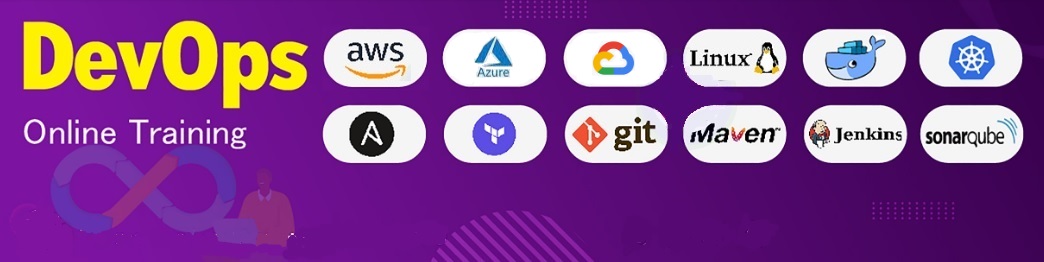 DevOps
Online Training
aws
Azure
Linux
git
Maven
Jenkins
sonarqube